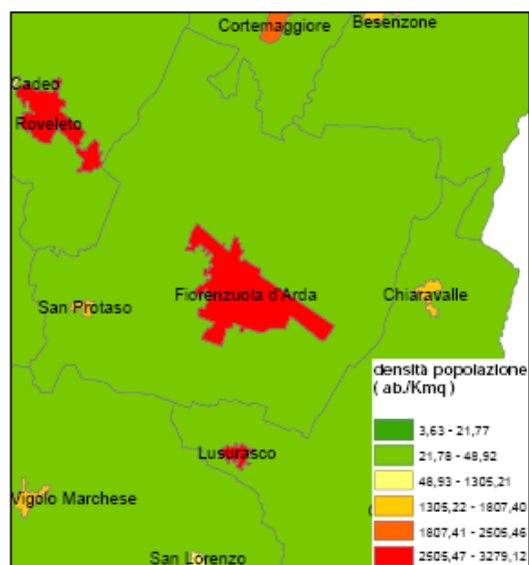 Cortemaggiore
Besenzone
Cadeo
Roveleto
Fiorenzuola d'Arda
Chiaravalle
San Protaso
densità popolazione
( ab./Kmq )
3,63 - 21,77
21,78 - 48,92
48,93 - 1305,21
1305,22 - 1807,40
1807,41 - 2505,46
2505,47 - 3279,12
Lusurasco
Vigolo Marchese
San Lorenzo